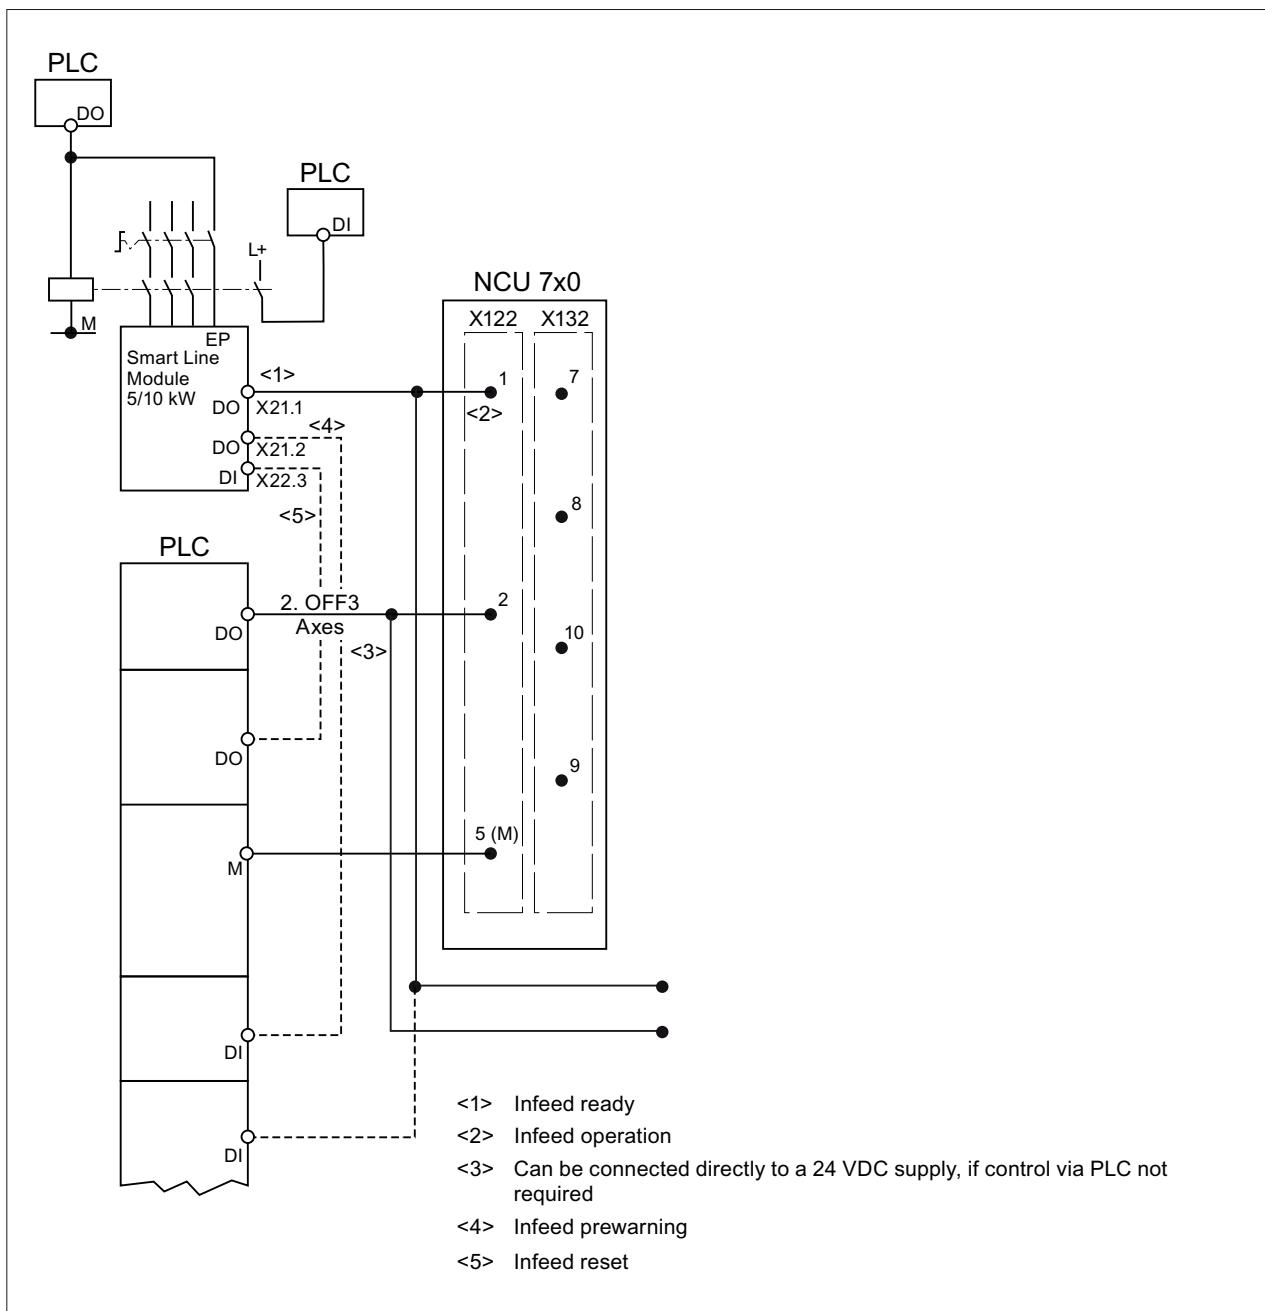 PLC
DO
PLC
DI
L+
M
EP
Smart Line
Module
5/10 kW
DO
X21.1
<1>
DO
X21.2
<4>
DI
X22.3
<5>
NCU 7x0
X122
X132
1
<2>
7
8
2
10
9
5 (M)
PLC
DO
2. OFF3
Axes
<3>
DO
M
DI
DI
<1> Infeed ready
<2> Infeed operation
<3> Can be connected directly to a 24 VDC supply, if control via PLC not
required
<4> Infeed prewarning
<5> Infeed reset